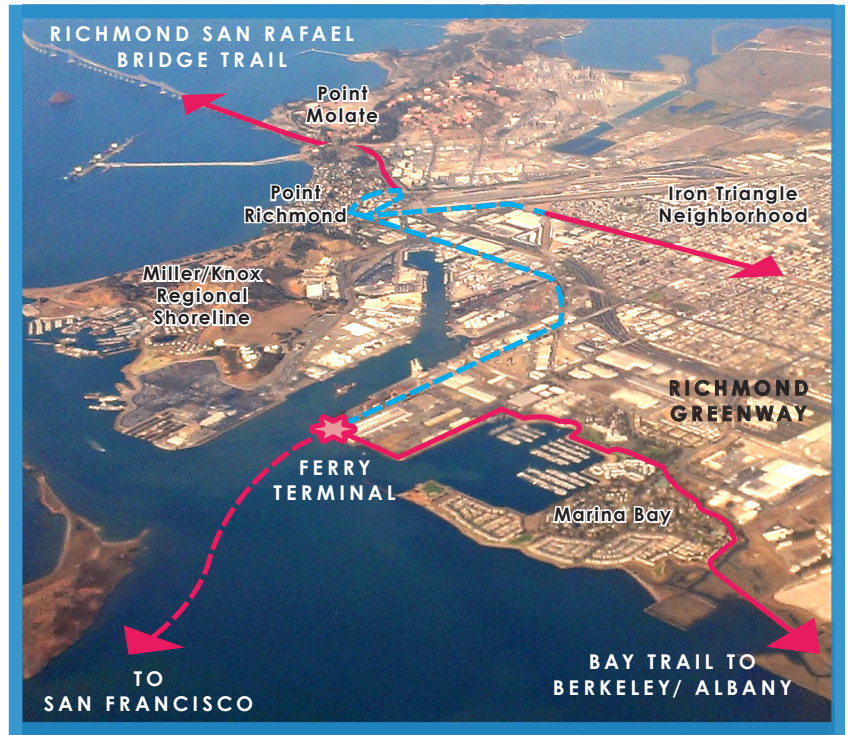 RICHMOND SAN RAFAEL
BRIDGE TRAIL
Point
Molate
Point
Richmond
Iron Triangle
Neighborhood
Miller/Knox
Regional
Shoreline
RICHMOND
GREENWAY
FERRY
TERMINAL
Marina Bay
TO
SAN FRANCISCO
BAY TRAIL TO
BERKELEY/ ALBANY